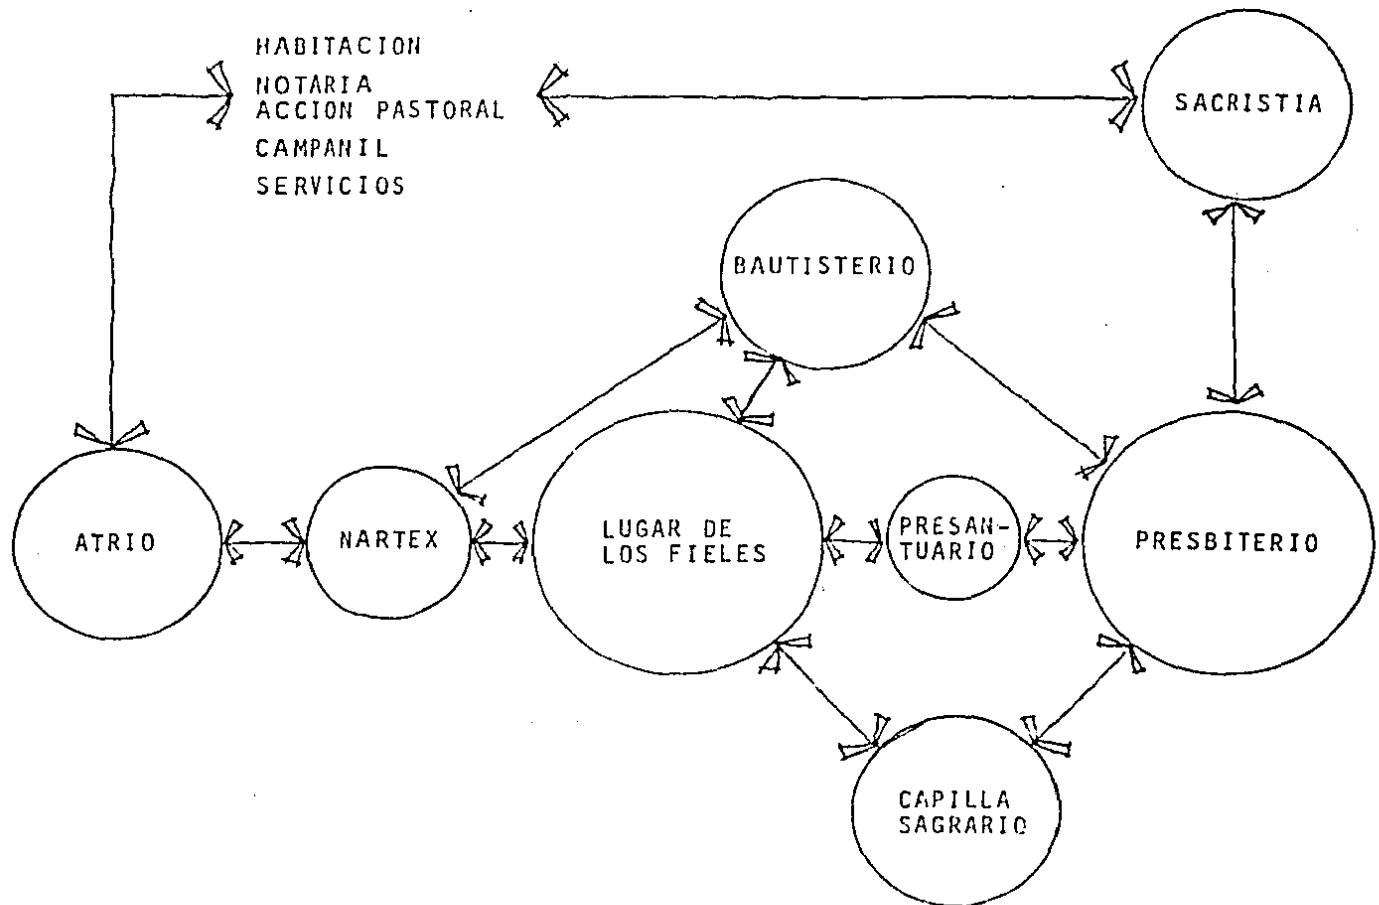 HABITACION
NOTARIA
ACCION PASTORAL
CAMPANIL
SERVICIOS
SACRISTIA
BAUTISTERIO
ATRIO
NARTEX
LUGAR DE
LOS FIELES
PRESAN-
TUARIO
PRESBITERIO
CAPILLA
SAGRARIO